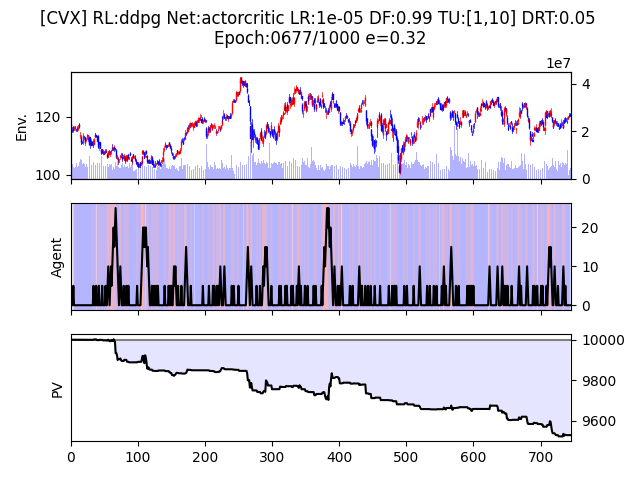 [CVX] RL:ddpg Net:actorcritic LR:1e-05 DF:0.99 TU:[1,10] DRT:0.05
Epoch:0677/1000 e=0.32
1e7
Env.
120
100
4
2
0
Agent
20
10
0
PV
10000
9800
9600
0 100 200 300 400 500 600 700